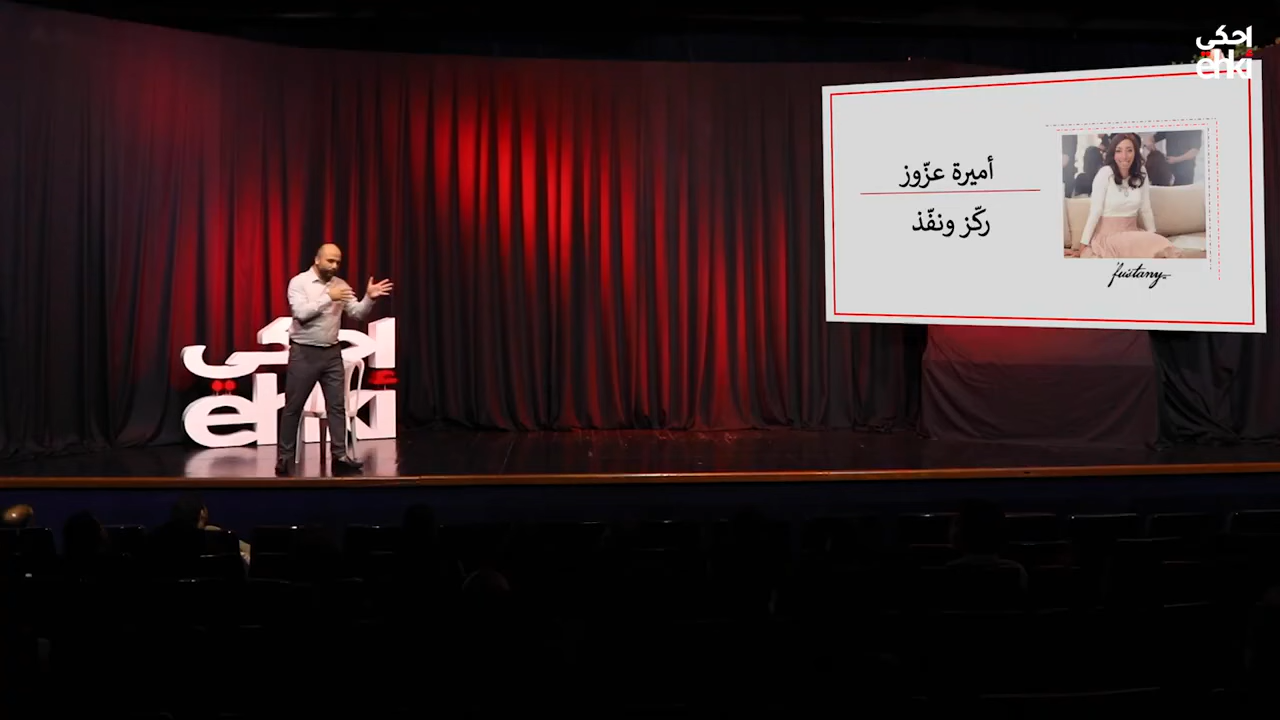 احكي
ehki
أميرة عزّوز
ركّز ونفّذ
fustany
احكي
ehki